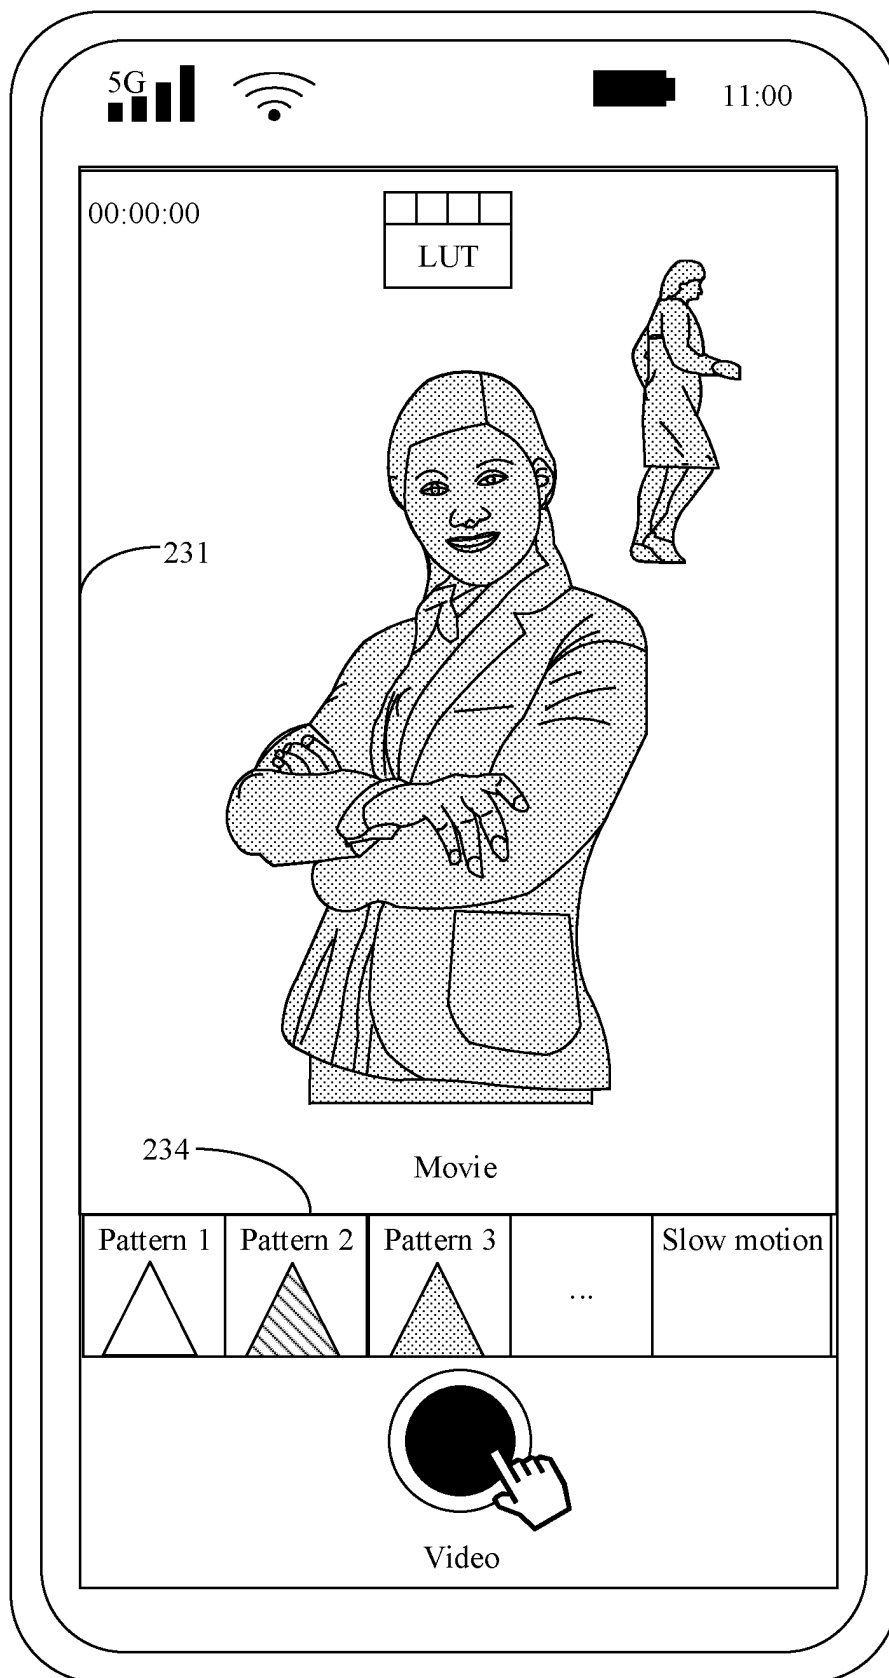 5G
11:00
00:00:00
LUT
231
234
Movie
Pattern 1
Pattern 2
Pattern 3
...
Slow motion
Video